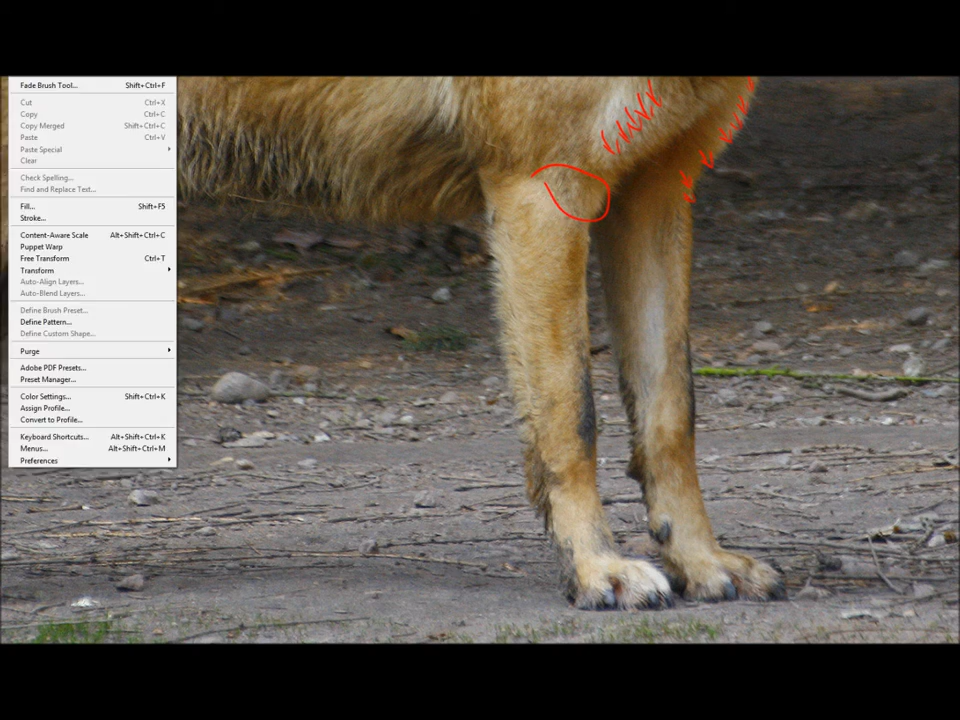 Fade Brush Tool... Shift+Ctrl+F
Cut Ctrl+X
Copy Ctrl+C
Copy Merged Shift+Ctrl+C
Paste Ctrl+V
Paste Special
Clear
Check Spelling...
Find and Replace Text...
Fill... Shift+F5
Stroke...
Content-Aware Scale Alt+Shift+Ctrl+C
Puppet Warp
Free Transform Ctrl+T
Transform
Auto-Align Layers...
Auto-Blend Layers...
Define Brush Preset...
Define Pattern...
Define Custom Shape...
Purge
Adobe PDF Presets...
Preset Manager...
Color Settings... Shift+Ctrl+K
Assign Profile...
Convert to Profile...
Keyboard Shortcuts... Alt+Shift+Ctrl+K
Menus... Alt+Shift+Ctrl+M
Preferences